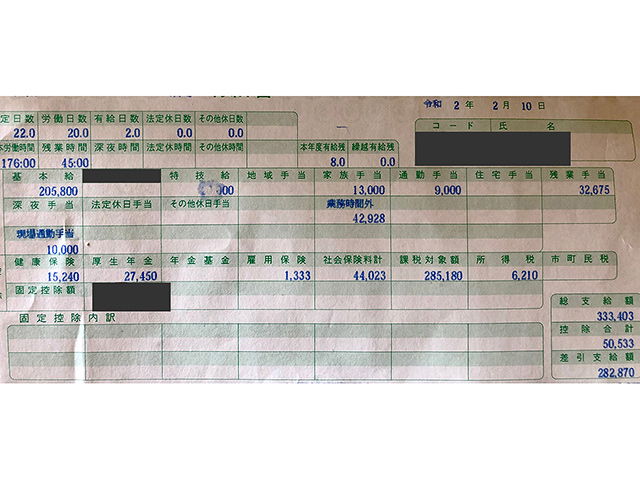 令和 2年 2月 10日
定日数 労働日数 有給日数 法定休日数 その他休日数
22.0 20.0 2.0 0.0 0.0
コード 氏名
労働時間 残業時間 深夜時間 法定休時間 その他休時間 本年度有給残 繰越有給残
176:00 45:00 8.0 0.0
基本給 特技給 地域手当 家族手当 通勤手当 住宅手当 残業手当
205,800 000 13,000 9,000 32,675
深夜手当 法定休日手当 その他休日手当 業務時間外
42,928
現場通勤手当
10,000
健康保険 厚生年金 年金基金 雇用保険 社会保険料計 課税対象額 所得税 市町民税
15,240 27,450 1,333 44,023 285,180 6,210
固定控除額
総支給額
333,403
固定控除内訳
控除合計
50,533
差引支給額
282,870